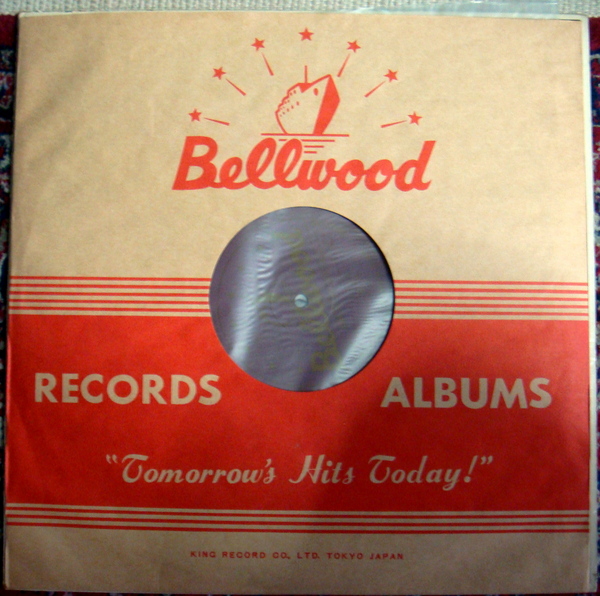 Bellwood
RECORDS ALBUMS
“Tomorrow's Hits Today!”
KING RECORD CO., LTD. TOKYO JAPAN